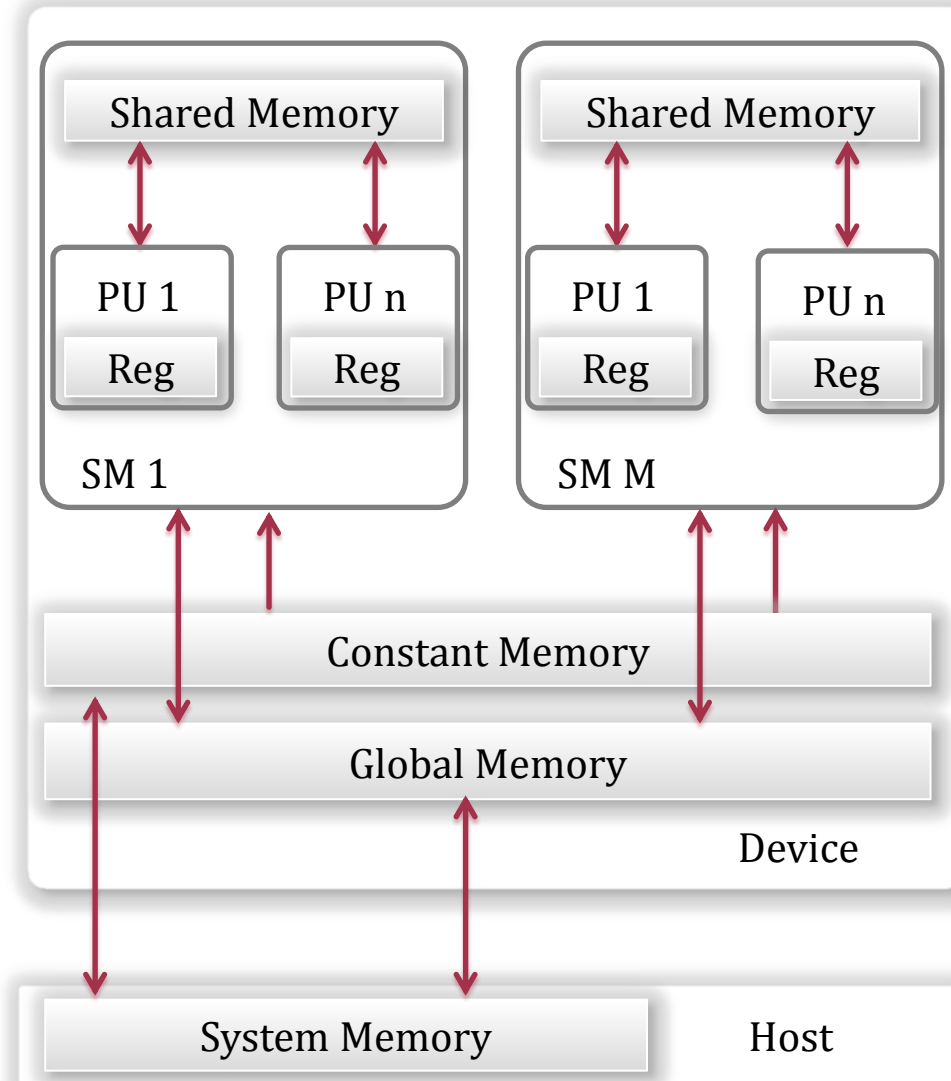 Shared Memory
Shared Memory
PU 1
PU n
PU 1
PU n
Reg
Reg
Reg
Reg
SM 1
SM M
Constant Memory
Global Memory
Device
System Memory
Host